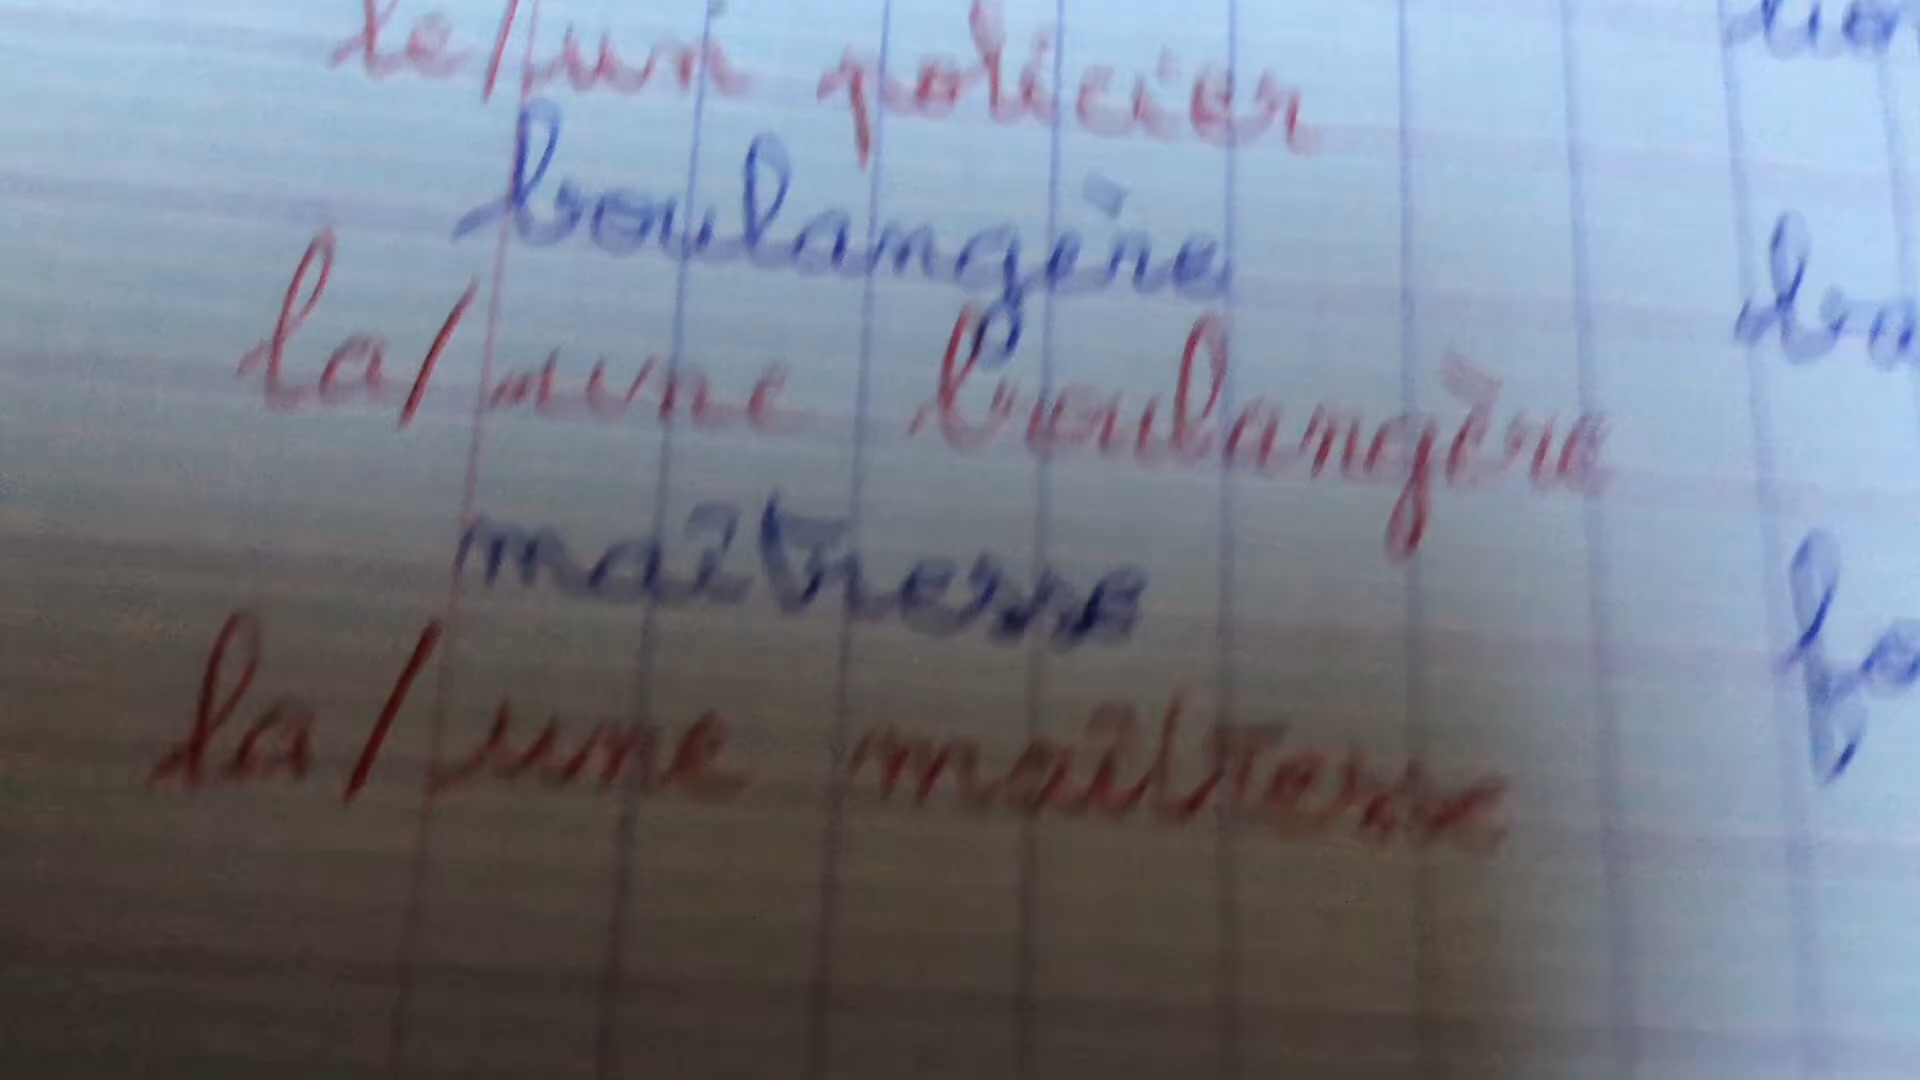 le/un policier
boulangère
la/une boulangère
maîtresse
la/une maîtresse